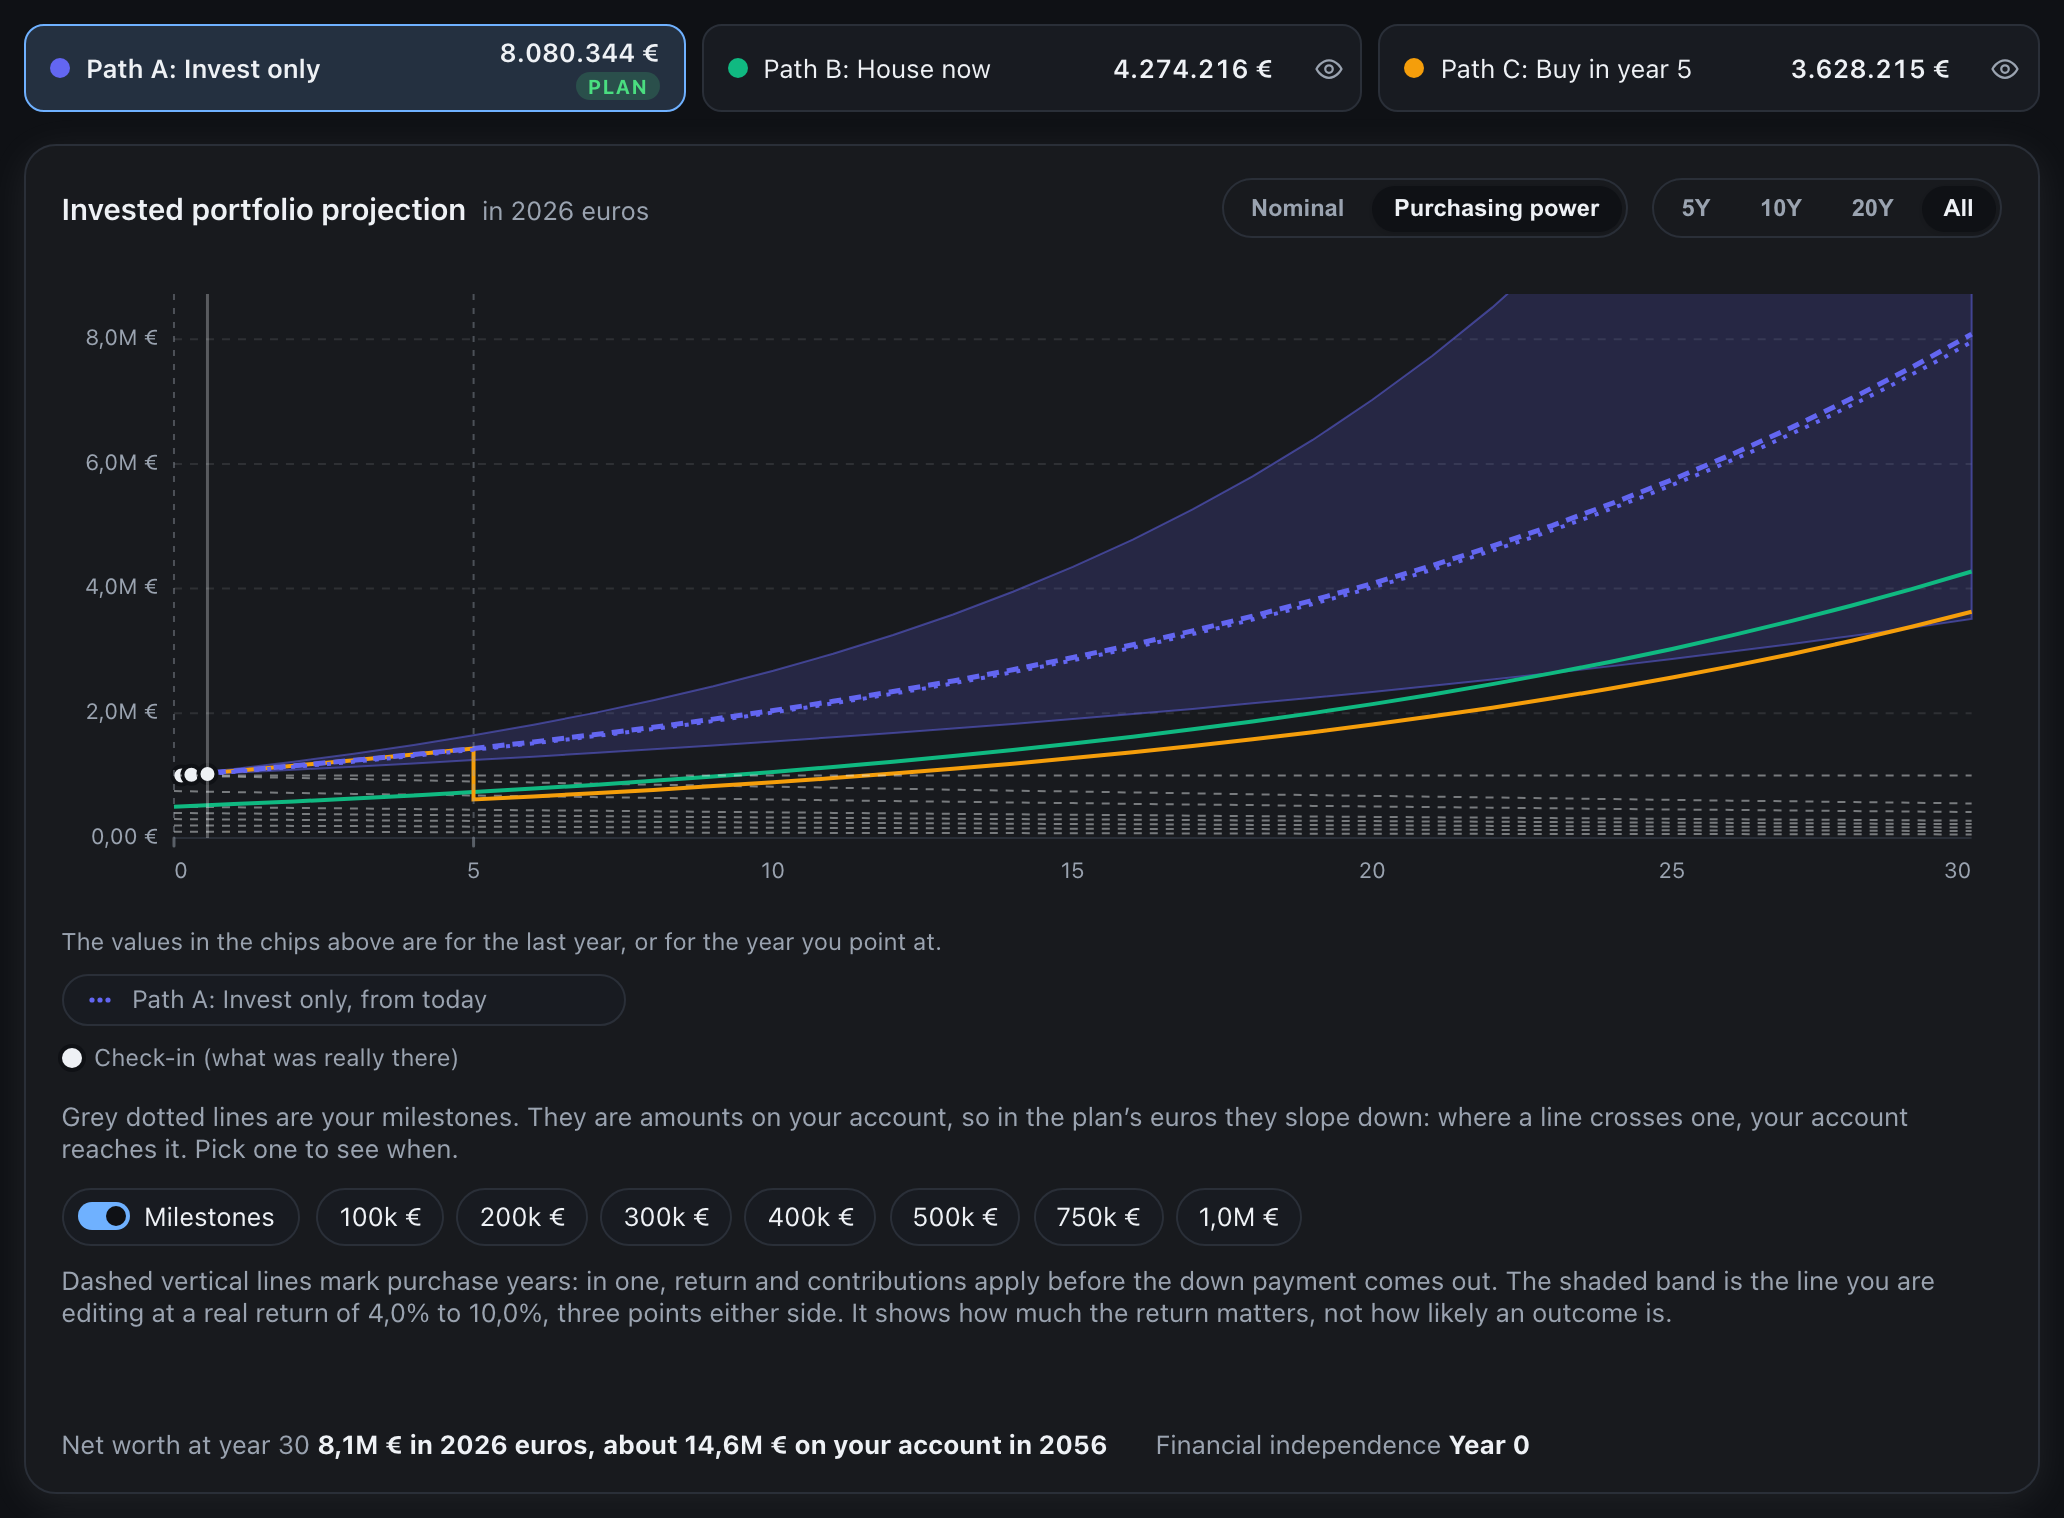 Path A: Invest only
8.080.344 €
PLAN
Path B: House now
4.274.216 €
Path C: Buy in year 5
3.628.215 €
Invested portfolio projection in 2026 euros
Nominal
Purchasing power
5Y
10Y
20Y
All
8,0M €
6,0M €
4,0M €
2,0M €
0,00 €
0
5
10
15
20
25
30
The values in the chips above are for the last year, or for the year you point at.
Path A: Invest only, from today
Check-in (what was really there)
Grey dotted lines are your milestones. They are amounts on your account, so in the plan’s euros they slope down: where a line crosses one, your account
reaches it. Pick one to see when.
Milestones
100k €
200k €
300k €
400k €
500k €
750k €
1,0M €
Dashed vertical lines mark purchase years: in one, return and contributions apply before the down payment comes out. The shaded band is the line you are
editing at a real return of 4,0% to 10,0%, three points either side. It shows how much the return matters, not how likely an outcome is.
Net worth at year 30 8,1M € in 2026 euros, about 14,6M € on your account in 2056
Financial independence Year 0